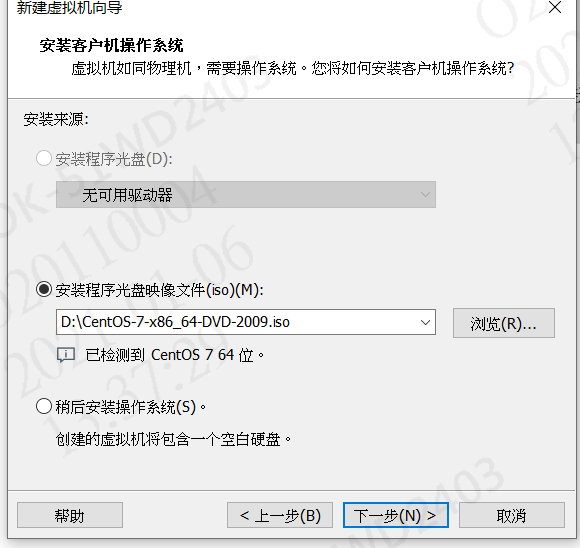 新建虚拟机向导
安装客户机操作系统
虚拟机如同物理机，需要操作系统。您将如何安装客户机操作系统?
安装来源:
安装程序光盘(D):
无可用驱动器
安装程序光盘映像文件(iso)(M):
D:\CentOS-7-x86_64-DVD-2009.iso
浏览(R)...
已检测到 CentOS 7 64 位。
稍后安装操作系统(S)。
创建的虚拟机将包含一个空白硬盘。
帮助
< 上一步(B)
下一步(N) >
取消